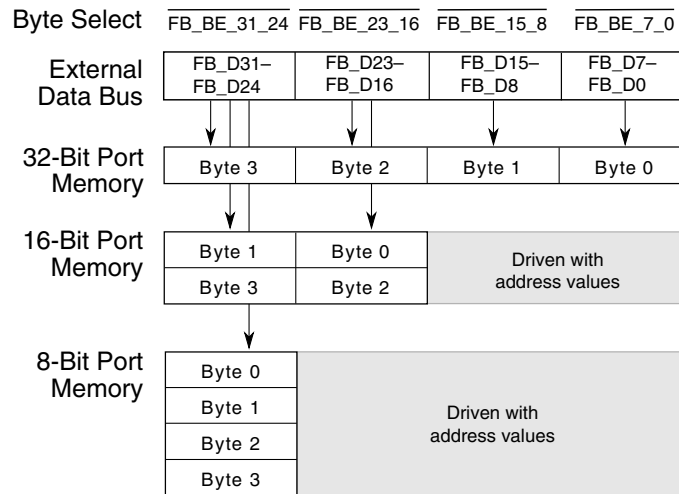 Byte Select FB_BE_31_24 FB_BE_23_16 FB_BE_15_8 FB_BE_7_0
External Data Bus
FB_D31–
FB_D24
FB_D23–
FB_D16
FB_D15–
FB_D8
FB_D7–
FB_D0
32-Bit Port
Memory
Byte 3 Byte 2 Byte 1 Byte 0
16-Bit Port
Memory
Byte 1 Byte 0
Byte 3 Byte 2
Driven with
address values
8-Bit Port
Memory
Byte 0
Byte 1
Byte 2
Byte 3
Driven with
address values